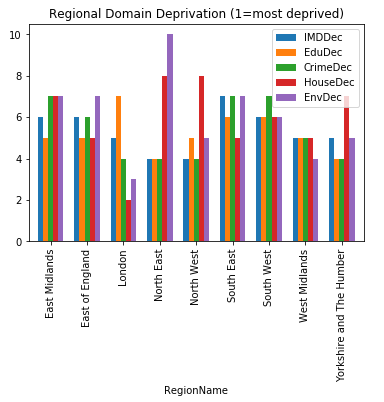 Regional Domain Deprivation (1=most deprived)
10
8
6
4
2
0
IMDDec
EduDec
CrimeDec
HouseDec
EnvDec
East Midlands
East of England
London
North East
North West
South East
South West
West Midlands
Yorkshire and The Humber
RegionName